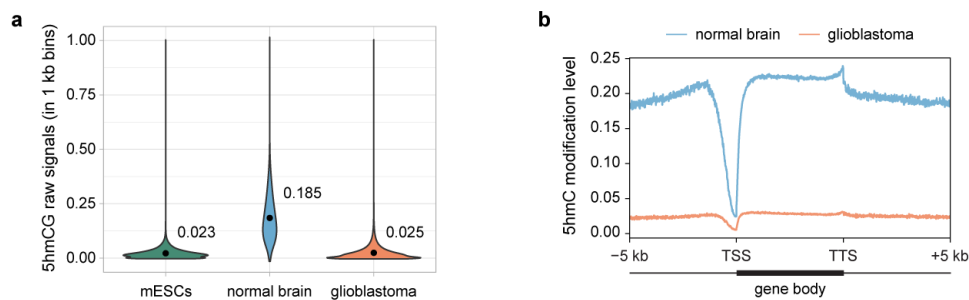 a
5hmCG raw signals (in 1 kb bins)
1.00
0.75
0.50
0.25
0.00
0.023
0.185
0.025
mESCs normal brain glioblastoma
b
normal brain glioblastoma
5hmC modification level
0.25
0.20
0.15
0.10
0.05
0.00
−5 kb TSS TTS +5 kb
gene body